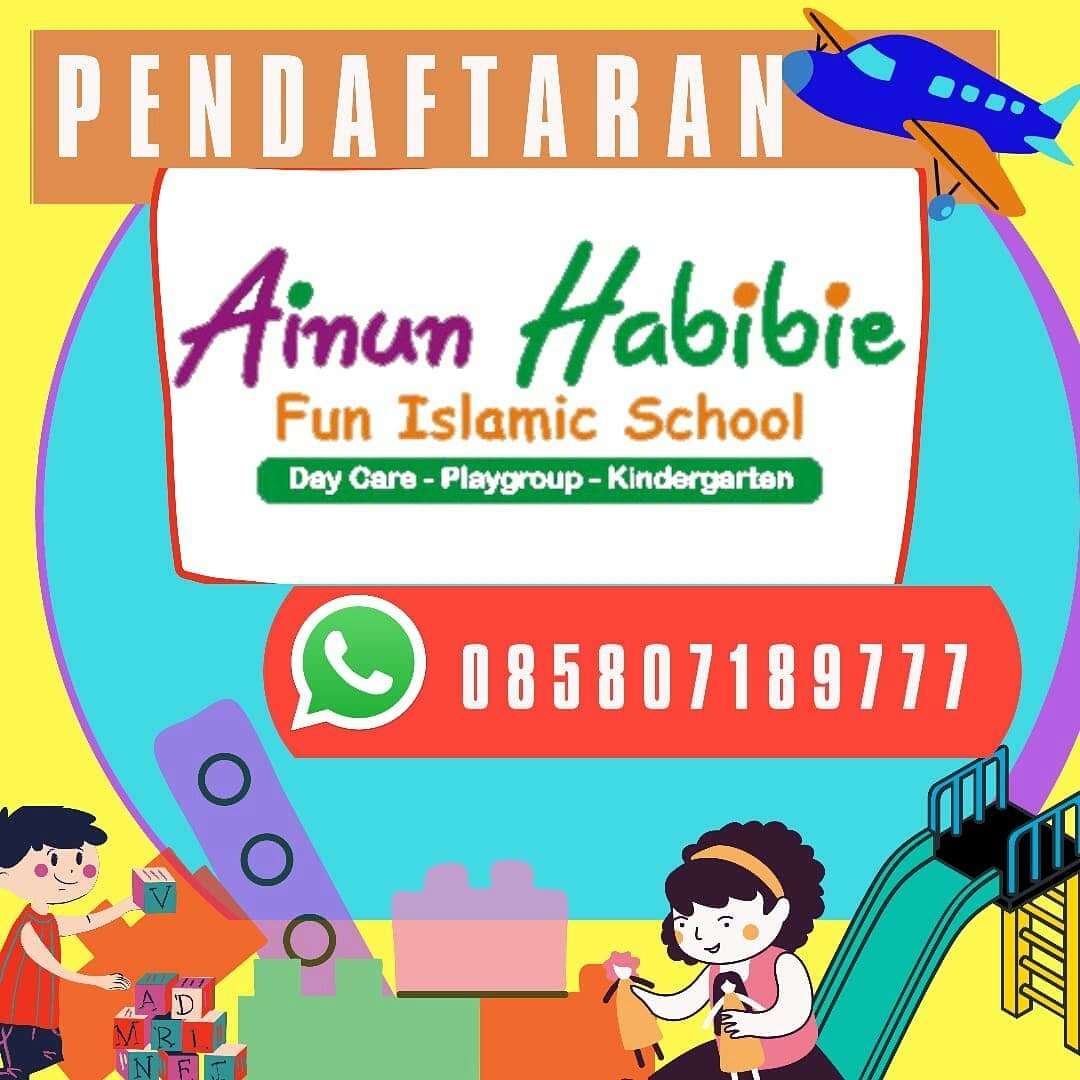 PENDAFTARAN
Ainun Habibie
Fun Islamic School
Day Care - Playgroup - Kindergarten
085807189777
V
A D
M R I
N E I